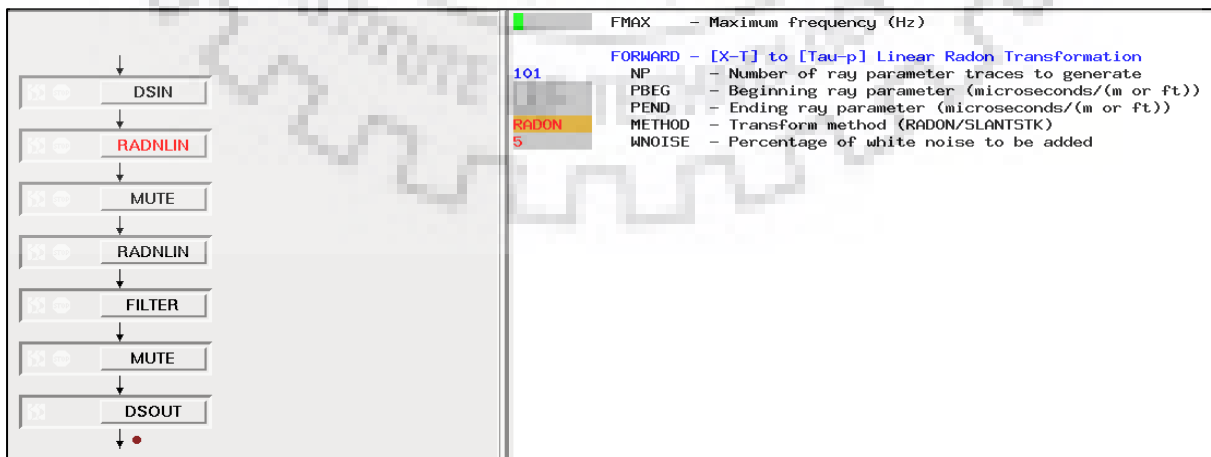 DSIN
RADNLIN
MUTE
RADNLIN
FILTER
MUTE
DSOUT
FMAX – Maximum frequency (Hz)
FORWARD – [X–T] to [Tau–p] Linear Radon Transformation
101 NP – Number of ray parameter traces to generate
PBEG – Beginning ray parameter (microseconds/(m or ft))
PEND – Ending ray parameter (microseconds/(m or ft))
RADON METHOD – Transform method (RADON/SLANTSTK)
5 WNOISE – Percentage of white noise to be added